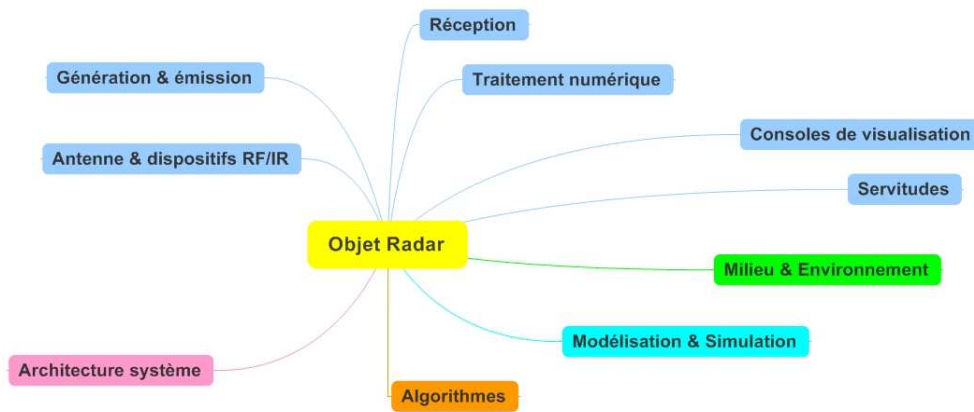 Réception
Génération & émission
Traitement numérique
Consoles de visualisation
Antenne & dispositifs RF/IR
Servitudes
Objet Radar
Milieu & Environnement
Modélisation & Simulation
Architecture système
Algorithmes